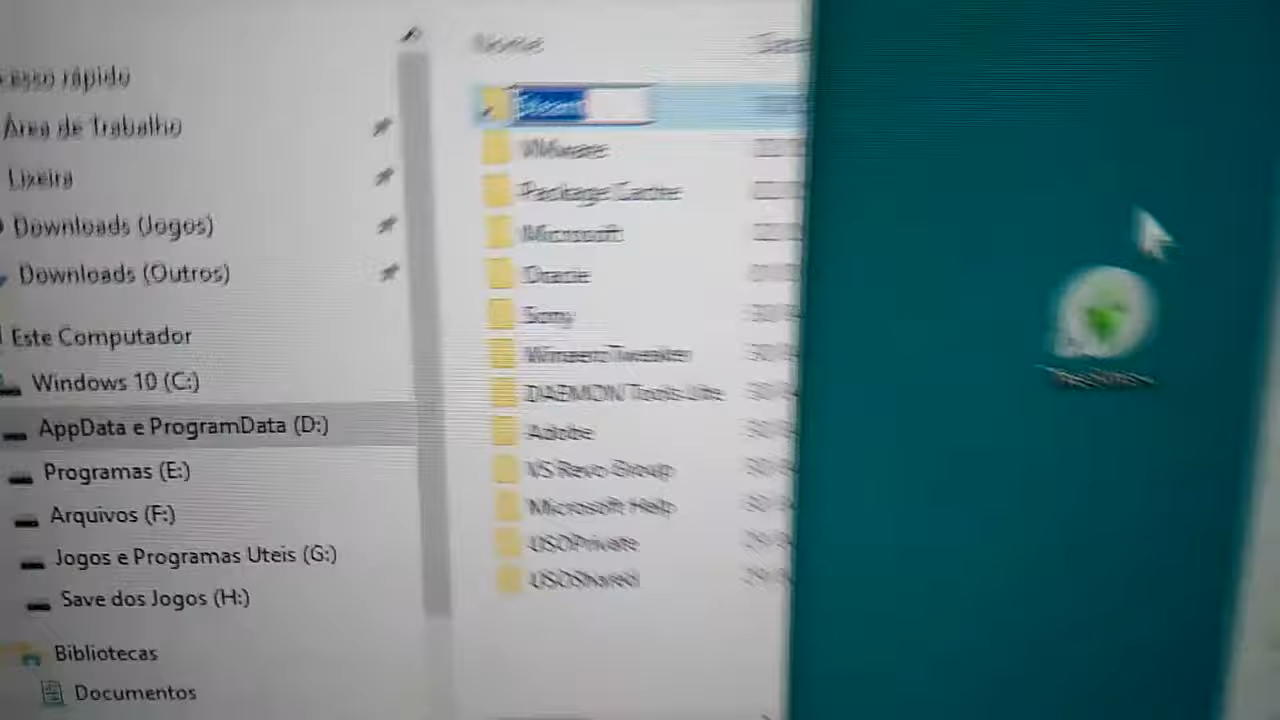 esso rápido
Área de Trabalho
Lixeira
Downloads (Jogos)
Downloads (Outros)
Este Computador
Windows 10 (C:)
AppData e ProgramData (D:)
Programas (E:)
Arquivos (F:)
Jogos e Programas Uteis (G:)
Save dos Jogos (H:)
Bibliotecas
Documentos
Nome
VMware
Package Cache
Microsoft
Oracle
Sony
Winaero Tweaker
DAEMON Tools Lite
Adobe
VS Revo Group
Microsoft Help
USOPrivate
USOShared